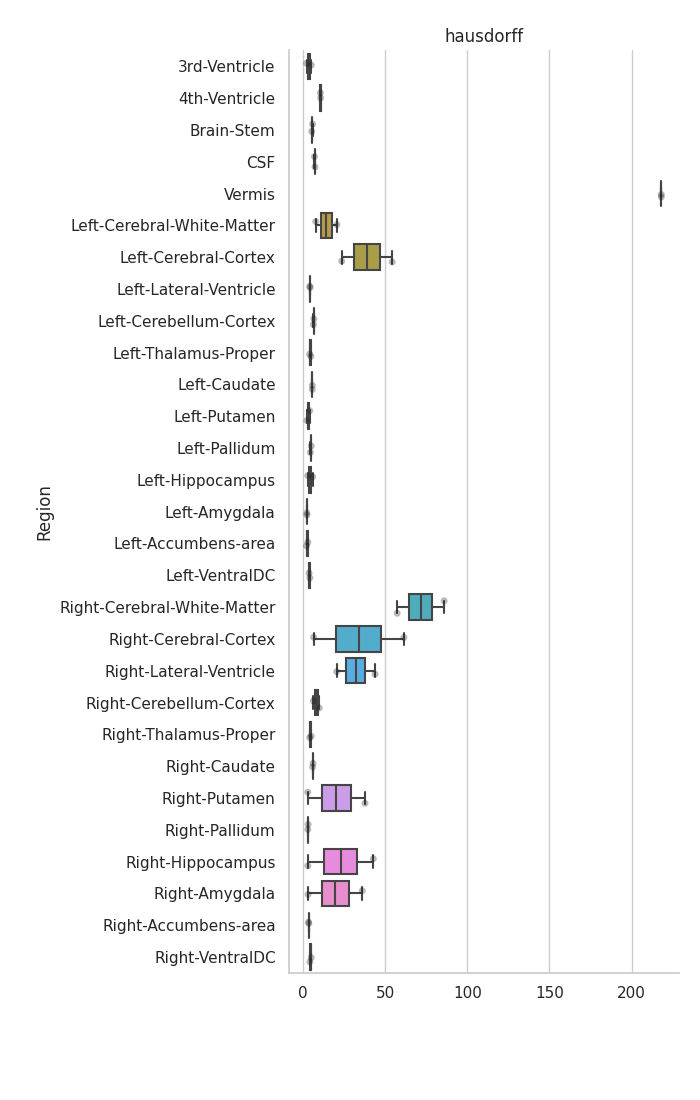 hausdorff
3rd-Ventricle
4th-Ventricle
Brain-Stem
CSF
Vermis
Left-Cerebral-White-Matter
Left-Cerebral-Cortex
Left-Lateral-Ventricle
Left-Cerebellum-Cortex
Left-Thalamus-Proper
Left-Caudate
Left-Putamen
Left-Pallidum
Left-Hippocampus
Region
Left-Amygdala
Left-Accumbens-area
Left-VentralDC
Right-Cerebral-White-Matter
Right-Cerebral-Cortex
Right-Lateral-Ventricle
Right-Cerebellum-Cortex
Right-Thalamus-Proper
Right-Caudate
Right-Putamen
Right-Pallidum
Right-Hippocampus
Right-Amygdala
Right-Accumbens-area
Right-VentralDC
0 50 100 150 200